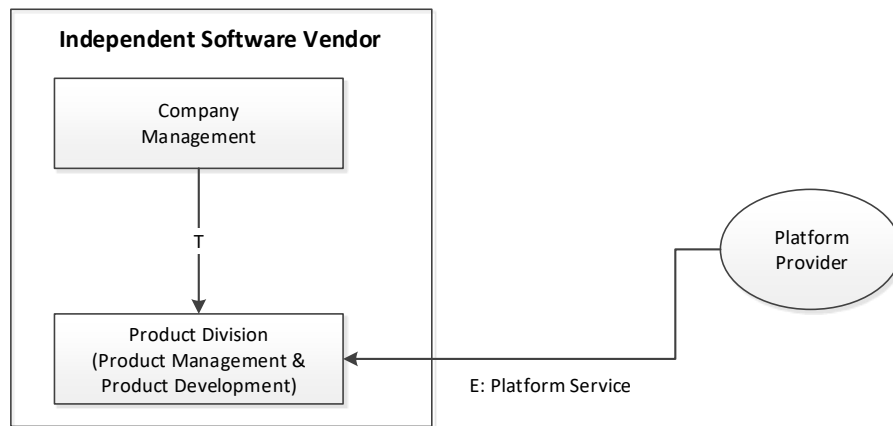 Independent Software Vendor
Company
Management
T
Platform
Provider
Product Division
(Product Management &
Product Development)
E: Platform Service